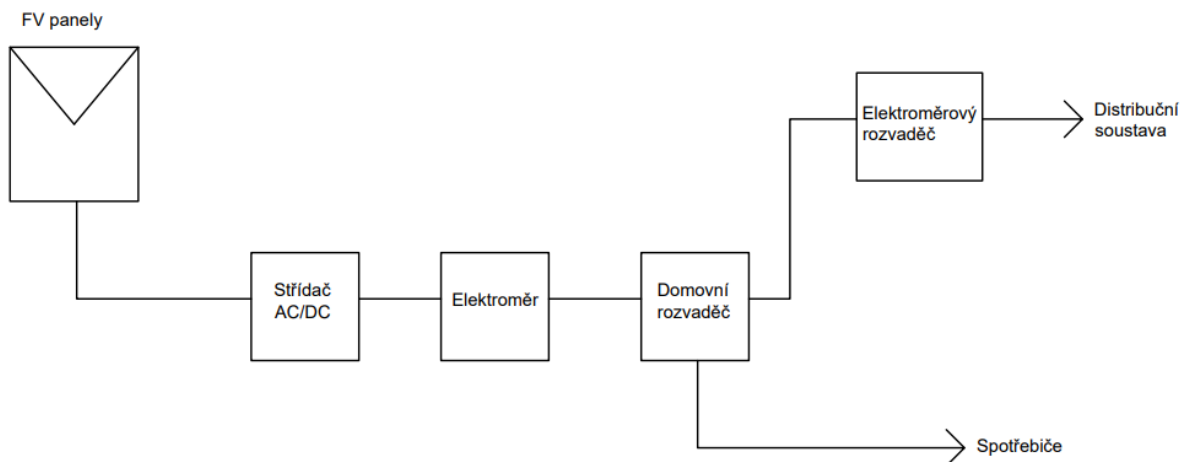 FV panely
Elektroměrový
rozvaděč
Distribuční
soustava
Střídač
AC/DC
Elektroměr
Domovní
rozvaděč
Spotřebiče